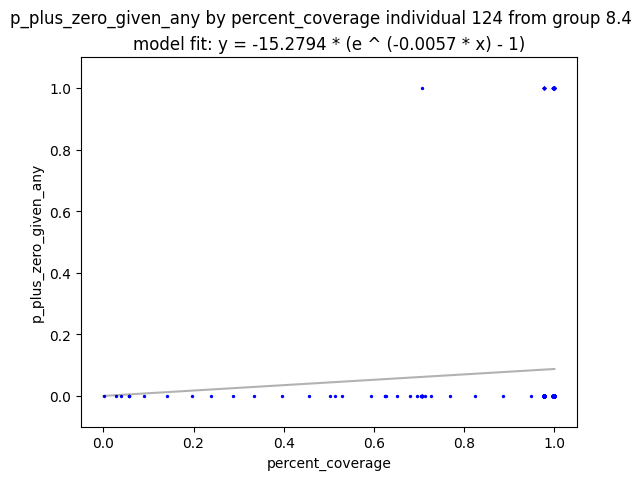 p_plus_zero_given_any by percent_coverage individual 124 from group 8.4
model fit: y = -15.2794 * (e ^ (-0.0057 * x) - 1)
1.0
0.8
0.6
0.4
0.2
0.0
p_plus_zero_given_any
0.0 0.2 0.4 0.6 0.8 1.0
percent_coverage